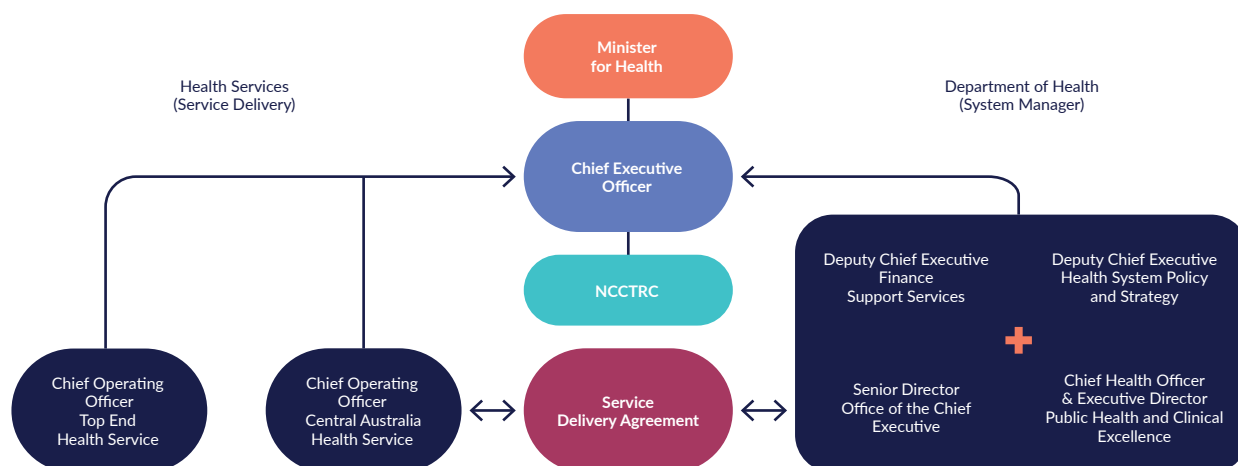 Minister
for Health
Health Services
(Service Delivery)
Department of Health
(System Manager)
Chief Executive
Officer
Deputy Chief Executive
Finance
Support Services
Deputy Chief Executive
Health System Policy
and Strategy
NCCTRC
Chief Operating
Officer
Top End
Health Service
Chief Operating
Officer
Central Australia
Health Service
Service
Delivery Agreement
Senior Director
Office of the Chief
Executive
Chief Health Officer
& Executive Director
Public Health and Clinical
Excellence